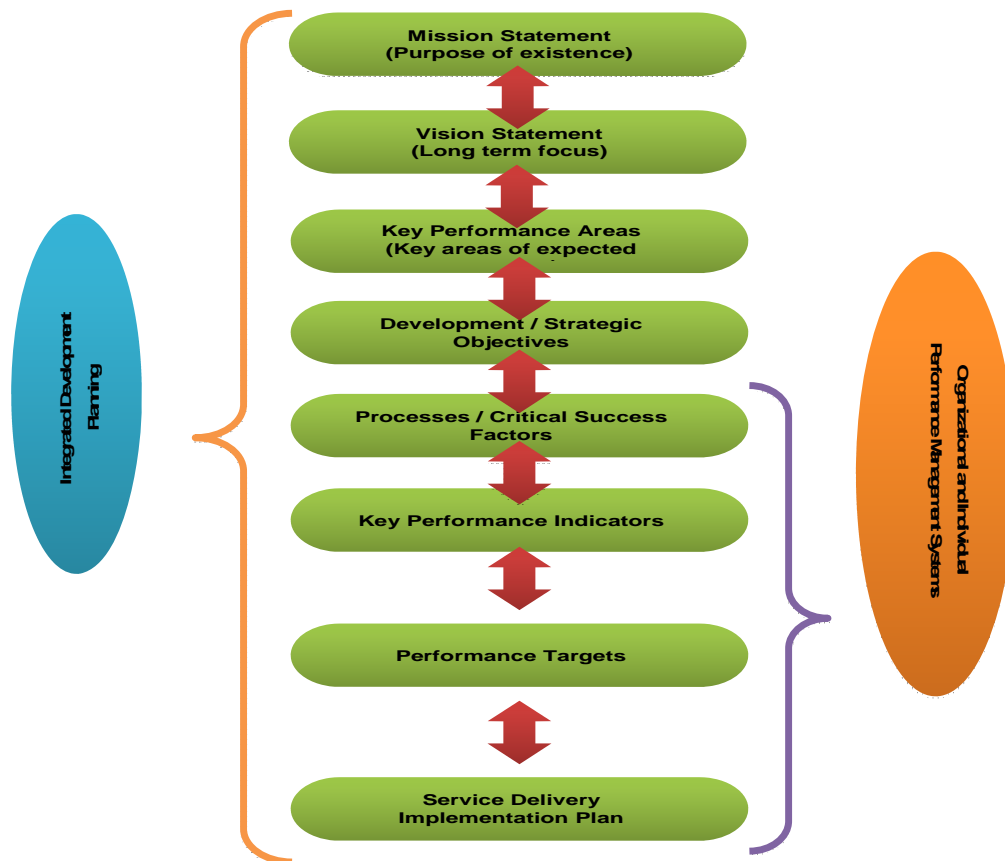 Mission Statement
(Purpose of existence)
Vision Statement
(Long term focus)
Key Performance Areas
(Key areas of expected
Development / Strategic
Objectives
Processes / Critical Success
Factors
Key Performance Indicators
Performance Targets
Service Delivery
Implementation Plan
Integrated Development
Planning
Organizational and Individual
Performance Management Systems